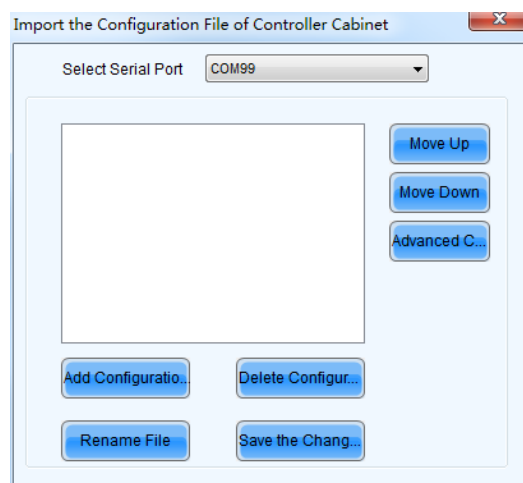 Import the Configuration File of Controller Cabinet
Select Serial Port COM99
Move Up
Move Down
Advanced C...
Add Configuratio...
Delete Configur...
Rename File
Save the Chang...